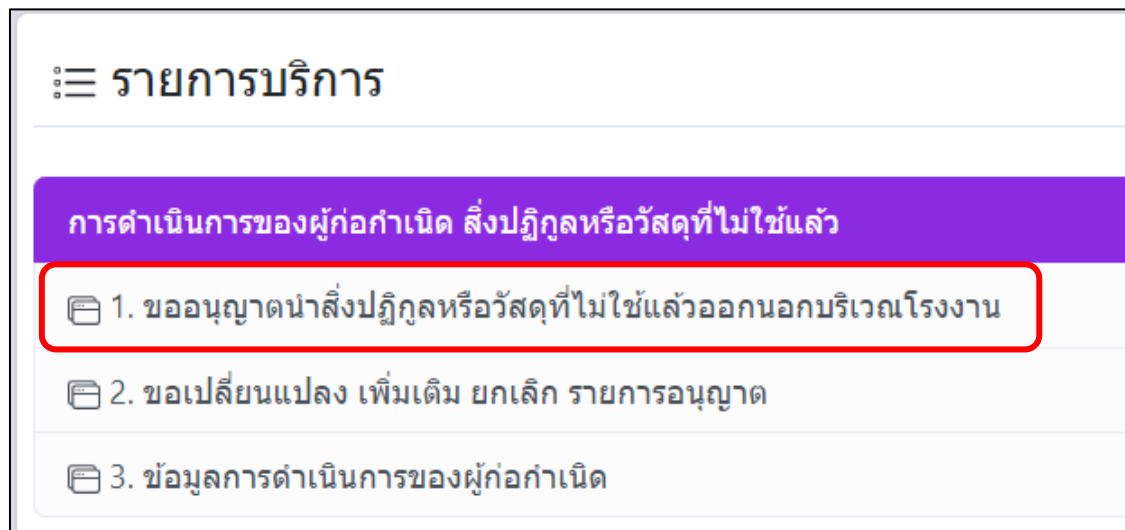 รายการบริการ
การดำเนินการของผู้ก่อกำเนิด สิ่งปฏิกูลหรือวัสดุที่ไม่ใช้แล้ว
1. ขออนุญาตนำสิ่งปฏิกูลหรือวัสดุที่ไม่ใช้แล้วออกนอกบริเวณโรงงาน
2. ขอเปลี่ยนแปลง เพิ่มเติม ยกเลิก รายการอนุญาต
3. ข้อมูลการดำเนินการของผู้ก่อกำเนิด